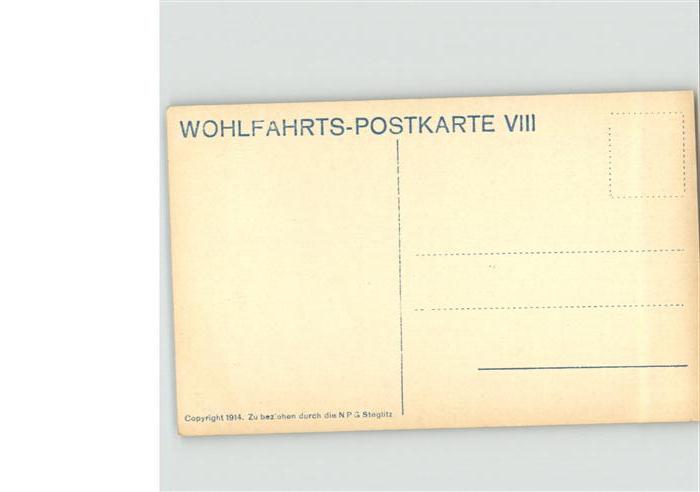 WOHLFAHRTS-POSTKARTE VIII
Copyright 1914. Zu beziehen durch die N P G Steglitz